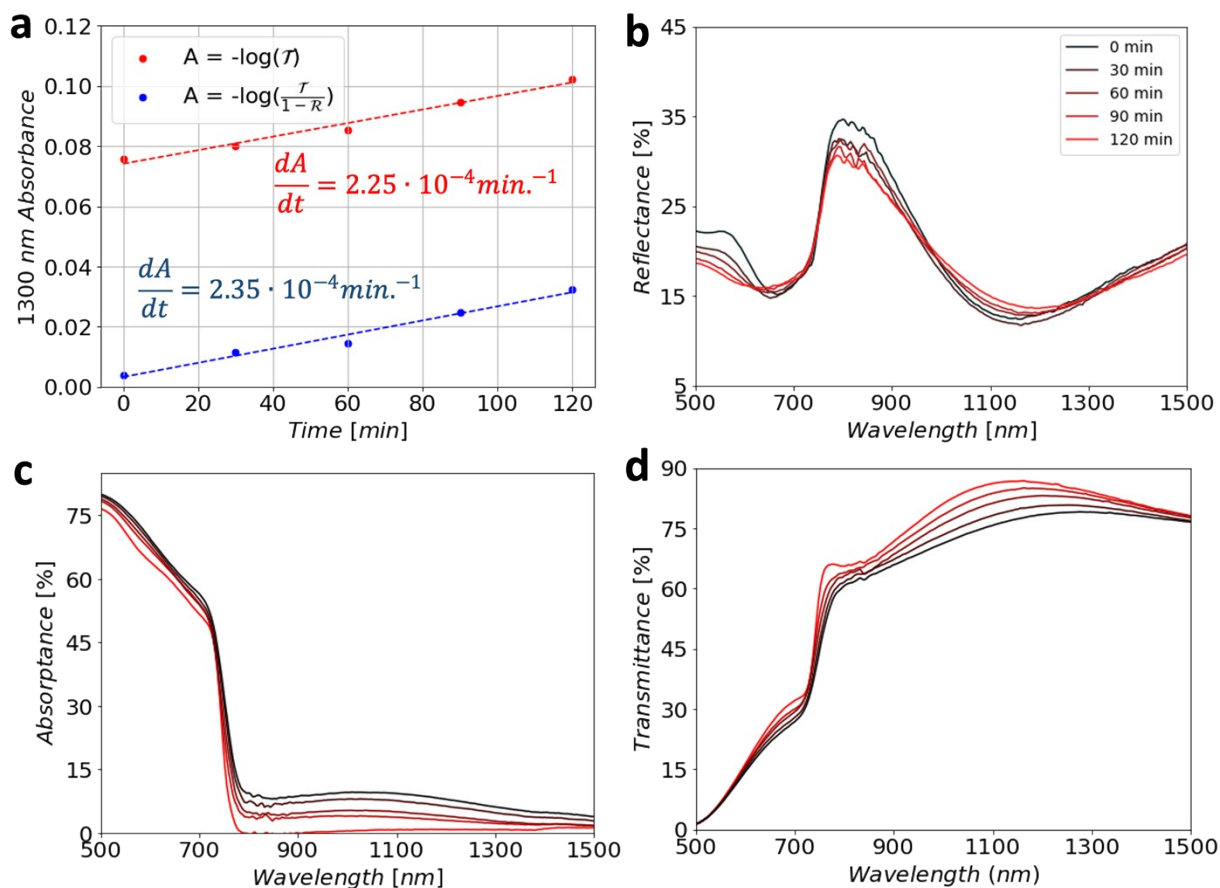 a
0.12
0.10
0.08
0.06
0.04
0.02
0.00
1300 nm Absorbance
A = -log(𝒯)
A = -log(𝒯/(1 − ℛ))
dA/dt = 2.25 · 10⁻⁴min.⁻¹
dA/dt = 2.35 · 10⁻⁴min.⁻¹
0 20 40 60 80 100 120
Time [min]
b
45
35
25
15
5
Reflectance [%]
0 min
30 min
60 min
90 min
120 min
500 700 900 1100 1300 1500
Wavelength [nm]
c
75
60
45
30
15
0
Absorptance [%]
500 700 900 1100 1300 1500
Wavelength [nm]
d
90
75
60
45
30
15
0
Transmittance [%]
500 700 900 1100 1300 1500
Wavelength (nm)